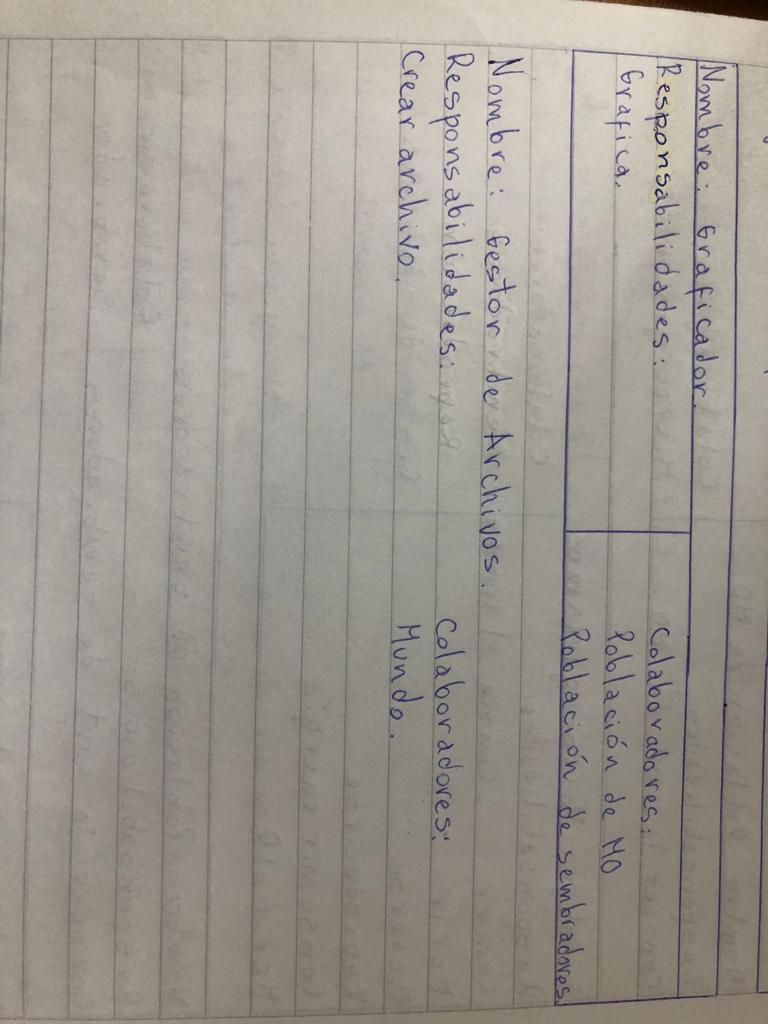 Nombre: Graficador.
Responsabilidades:
Grafica.
Colaboradores:
Población de MO
Población de sembradores
Nombre: Gestor de Archivos.
Responsabilidades:
Crear archivo.
Colaboradores:
Mundo.